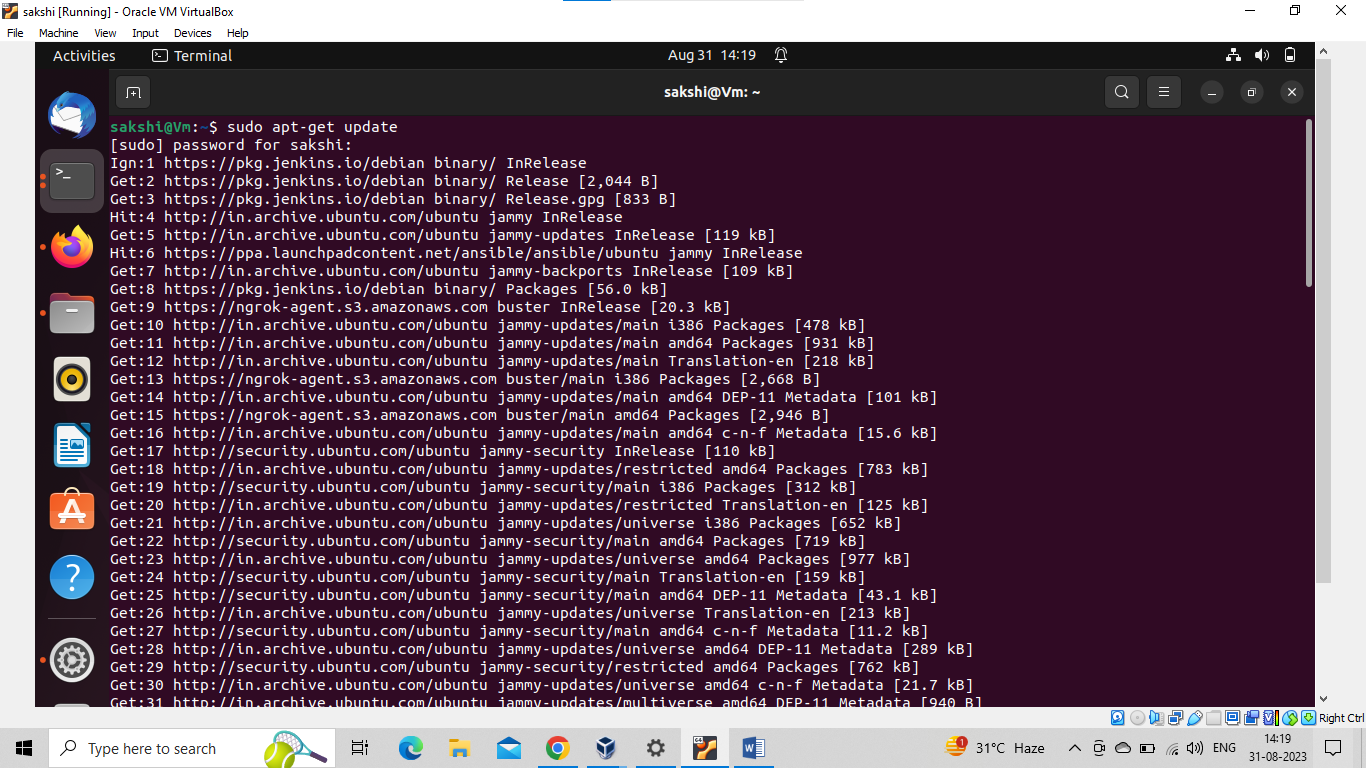 sakshi [Running] - Oracle VM VirtualBox
File Machine View Input Devices Help
Activities Terminal Aug 31 14:19
sakshi@Vm: ~
sakshi@Vm:~$ sudo apt-get update
[sudo] password for sakshi:
Ign:1 https://pkg.jenkins.io/debian binary/ InRelease
Get:2 https://pkg.jenkins.io/debian binary/ Release [2,044 B]
Get:3 https://pkg.jenkins.io/debian binary/ Release.gpg [833 B]
Hit:4 http://in.archive.ubuntu.com/ubuntu jammy InRelease
Get:5 http://in.archive.ubuntu.com/ubuntu jammy-updates InRelease [119 kB]
Hit:6 https://ppa.launchpadcontent.net/ansible/ansible/ubuntu jammy InRelease
Get:7 http://in.archive.ubuntu.com/ubuntu jammy-backports InRelease [109 kB]
Get:8 https://pkg.jenkins.io/debian binary/ Packages [56.0 kB]
Get:9 https://ngrok-agent.s3.amazonaws.com buster InRelease [20.3 kB]
Get:10 http://in.archive.ubuntu.com/ubuntu jammy-updates/main i386 Packages [478 kB]
Get:11 http://in.archive.ubuntu.com/ubuntu jammy-updates/main amd64 Packages [931 kB]
Get:12 http://in.archive.ubuntu.com/ubuntu jammy-updates/main Translation-en [218 kB]
Get:13 https://ngrok-agent.s3.amazonaws.com buster/main i386 Packages [2,668 B]
Get:14 http://in.archive.ubuntu.com/ubuntu jammy-updates/main amd64 DEP-11 Metadata [101 kB]
Get:15 https://ngrok-agent.s3.amazonaws.com buster/main amd64 Packages [2,946 B]
Get:16 http://in.archive.ubuntu.com/ubuntu jammy-updates/main amd64 c-n-f Metadata [15.6 kB]
Get:17 http://security.ubuntu.com/ubuntu jammy-security InRelease [110 kB]
Get:18 http://in.archive.ubuntu.com/ubuntu jammy-updates/restricted amd64 Packages [783 kB]
Get:19 http://security.ubuntu.com/ubuntu jammy-security/main i386 Packages [312 kB]
Get:20 http://in.archive.ubuntu.com/ubuntu jammy-updates/restricted Translation-en [125 kB]
Get:21 http://in.archive.ubuntu.com/ubuntu jammy-updates/universe i386 Packages [652 kB]
Get:22 http://security.ubuntu.com/ubuntu jammy-security/main amd64 Packages [719 kB]
Get:23 http://in.archive.ubuntu.com/ubuntu jammy-updates/universe amd64 Packages [977 kB]
Get:24 http://security.ubuntu.com/ubuntu jammy-security/main Translation-en [159 kB]
Get:25 http://security.ubuntu.com/ubuntu jammy-security/main amd64 DEP-11 Metadata [43.1 kB]
Get:26 http://in.archive.ubuntu.com/ubuntu jammy-updates/universe Translation-en [213 kB]
Get:27 http://security.ubuntu.com/ubuntu jammy-security/main amd64 c-n-f Metadata [11.2 kB]
Get:28 http://in.archive.ubuntu.com/ubuntu jammy-updates/universe amd64 DEP-11 Metadata [289 kB]
Get:29 http://security.ubuntu.com/ubuntu jammy-security/restricted amd64 Packages [762 kB]
Get:30 http://in.archive.ubuntu.com/ubuntu jammy-updates/universe amd64 c-n-f Metadata [21.7 kB]
Get:31 http://in.archive.ubuntu.com/ubuntu jammy-updates/multiverse amd64 DEP-11 Metadata [940 B]
Right Ctrl
Type here to search 1 31°C Haze ENG 14:19
31-08-2023